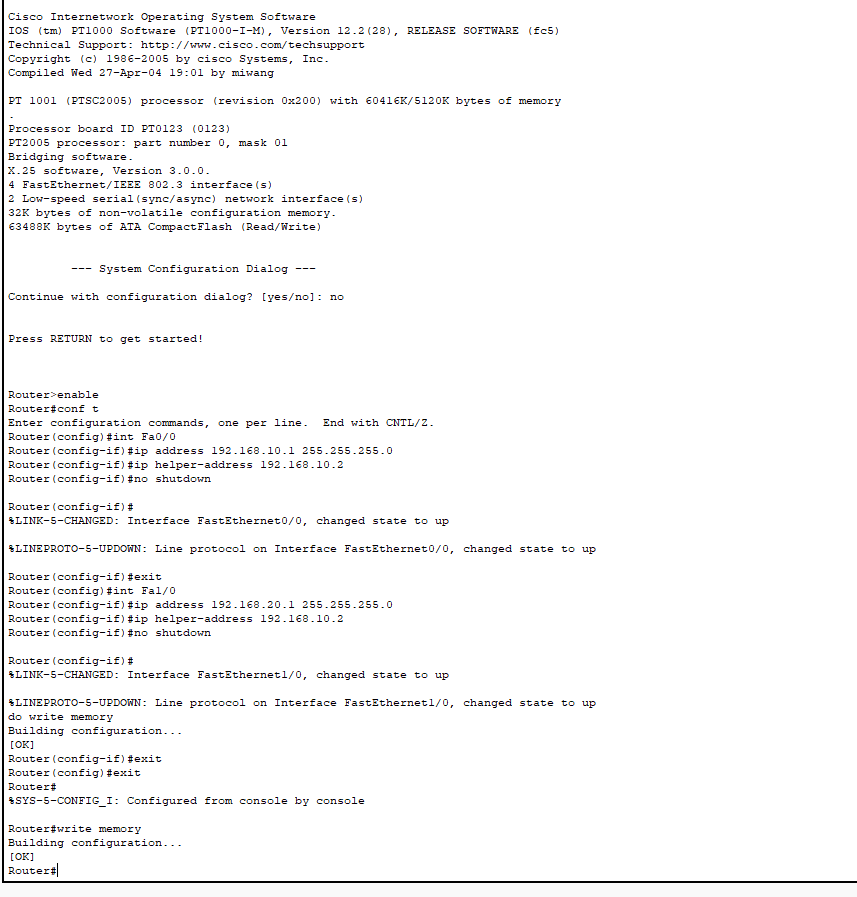 Cisco Internetwork Operating System Software
IOS (tm) PT1000 Software (PT1000-I-M), Version 12.2(28), RELEASE SOFTWARE (fc5)
Technical Support: http://www.cisco.com/techsupport
Copyright (c) 1986-2005 by cisco Systems, Inc.
Compiled Wed 27-Apr-04 19:01 by miwang
PT 1001 (PTSC2005) processor (revision 0x200) with 60416K/5120K bytes of memory
.
Processor board ID PT0123 (0123)
PT2005 processor: part number 0, mask 01
Bridging software.
X.25 software, Version 3.0.0.
4 FastEthernet/IEEE 802.3 interface(s)
2 Low-speed serial(sync/async) network interface(s)
32K bytes of non-volatile configuration memory.
63488K bytes of ATA CompactFlash (Read/Write)
--- System Configuration Dialog ---
Continue with configuration dialog? [yes/no]: no
Press RETURN to get started!
Router>enable
Router#conf t
Enter configuration commands, one per line.  End with CNTL/Z.
Router(config)#int Fa0/0
Router(config-if)#ip address 192.168.10.1 255.255.255.0
Router(config-if)#ip helper-address 192.168.10.2
Router(config-if)#no shutdown
Router(config-if)#
%LINK-5-CHANGED: Interface FastEthernet0/0, changed state to up
%LINEPROTO-5-UPDOWN: Line protocol on Interface FastEthernet0/0, changed state to up
Router(config-if)#exit
Router(config)#int Fa1/0
Router(config-if)#ip address 192.168.20.1 255.255.255.0
Router(config-if)#ip helper-address 192.168.10.2
Router(config-if)#no shutdown
Router(config-if)#
%LINK-5-CHANGED: Interface FastEthernet1/0, changed state to up
%LINEPROTO-5-UPDOWN: Line protocol on Interface FastEthernet1/0, changed state to up
do write memory
Building configuration...
[OK]
Router(config-if)#exit
Router(config)#exit
Router#
%SYS-5-CONFIG_I: Configured from console by console
Router#write memory
Building configuration...
[OK]
Router#